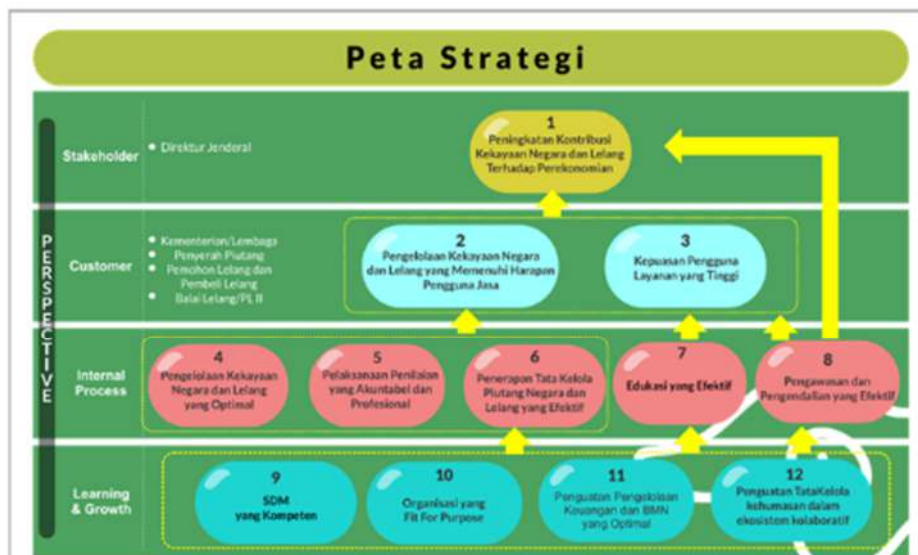 Peta Strategi
PERSPECTIVE
Stakeholder
Direktur Jenderal
1
Peningkatan Kontribusi
Kekayaan Negara dan Lelang
Terhadap Perekonomian
Customer
Kementerian/Lembaga
Penyerah Piutang
Pemohon Lelang dan
Pembeli Lelang
Balai Lelang/PL II
2
Pengelolaan Kekayaan Negara
dan Lelang yang Memenuhi Harapan
Pengguna Jasa
3
Kepuasan Pengguna
Layanan yang Tinggi
Internal
Process
4
Pengelolaan Kekayaan
Negara dan Lelang
yang Optimal
5
Pelaksanaan Penilaian
yang Akuntabel dan
Profesional
6
Penerapan Tata Kelola
Piutang Negara dan
Lelang yang Efektif
7
Edukasi yang Efektif
8
Pengawasan dan
Pengendalian yang Efektif
Learning
& Growth
9
SDM
yang Kompeten
10
Organisasi yang
Fit For Purpose
11
Penguatan Pengelolaan
Keuangan dan BMN
yang Optimal
12
Penguatan TataKelola
kehumasan dalam
ekosistem kolaboratif